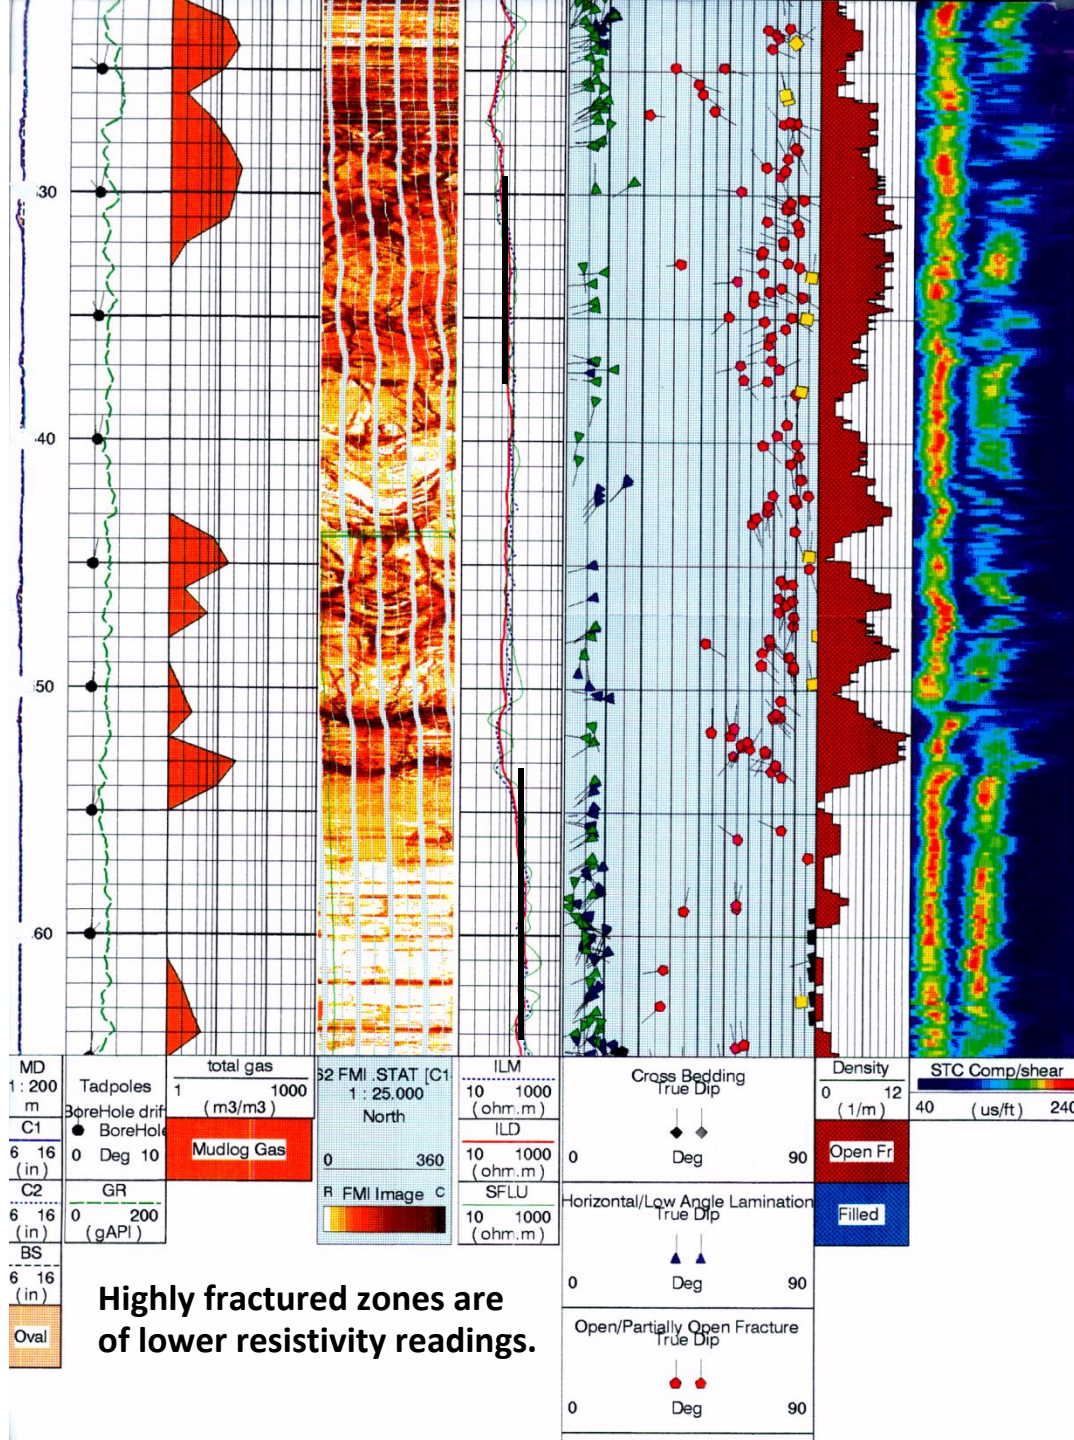 30
40
50
60
MD
1 : 200
m
C1
6 16
(in)
C2
6 16
(in)
BS
6 16
(in)
Oval
Tadpoles
BoreHole drift
BoreHole
0 Deg 10
GR
0 200
(gAPI)
total gas
1 1000
(m3/m3)
Mudlog Gas
S2 FMI .STAT [C1-
1 : 25.000
North
0 360
R FMI Image C
ILM
10 1000
(ohm.m)
ILD
10 1000
(ohm.m)
SFLU
10 1000
(ohm.m)
Cross Bedding
True Dip
0 Deg 90
Horizontal/Low Angle Lamination
True Dip
0 Deg 90
Open/Partially Open Fracture
True Dip
0 Deg 90
Density
0 12
(1/m)
Open Fr
Filled
STC Comp/shear
40 (us/ft) 240
Highly fractured zones are
of lower resistivity readings.